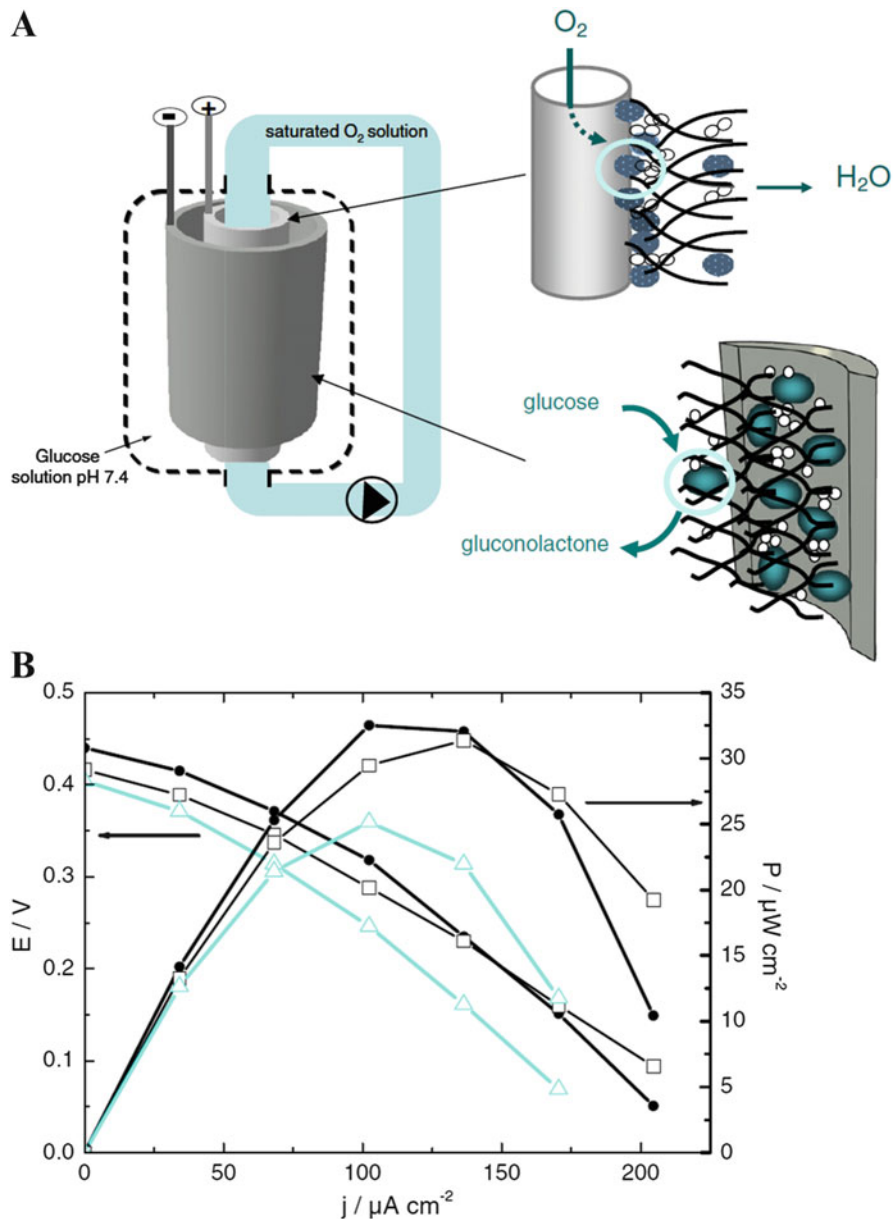 A
O₂
saturated O₂ solution
H₂O
Glucose
solution pH 7.4
glucose
gluconolactone
B
0.5
0.4
0.3
0.2
0.1
0.0
E / V
35
30
25
20
15
10
5
0
P / µW cm⁻²
0
50
100
150
200
j / µA cm⁻²